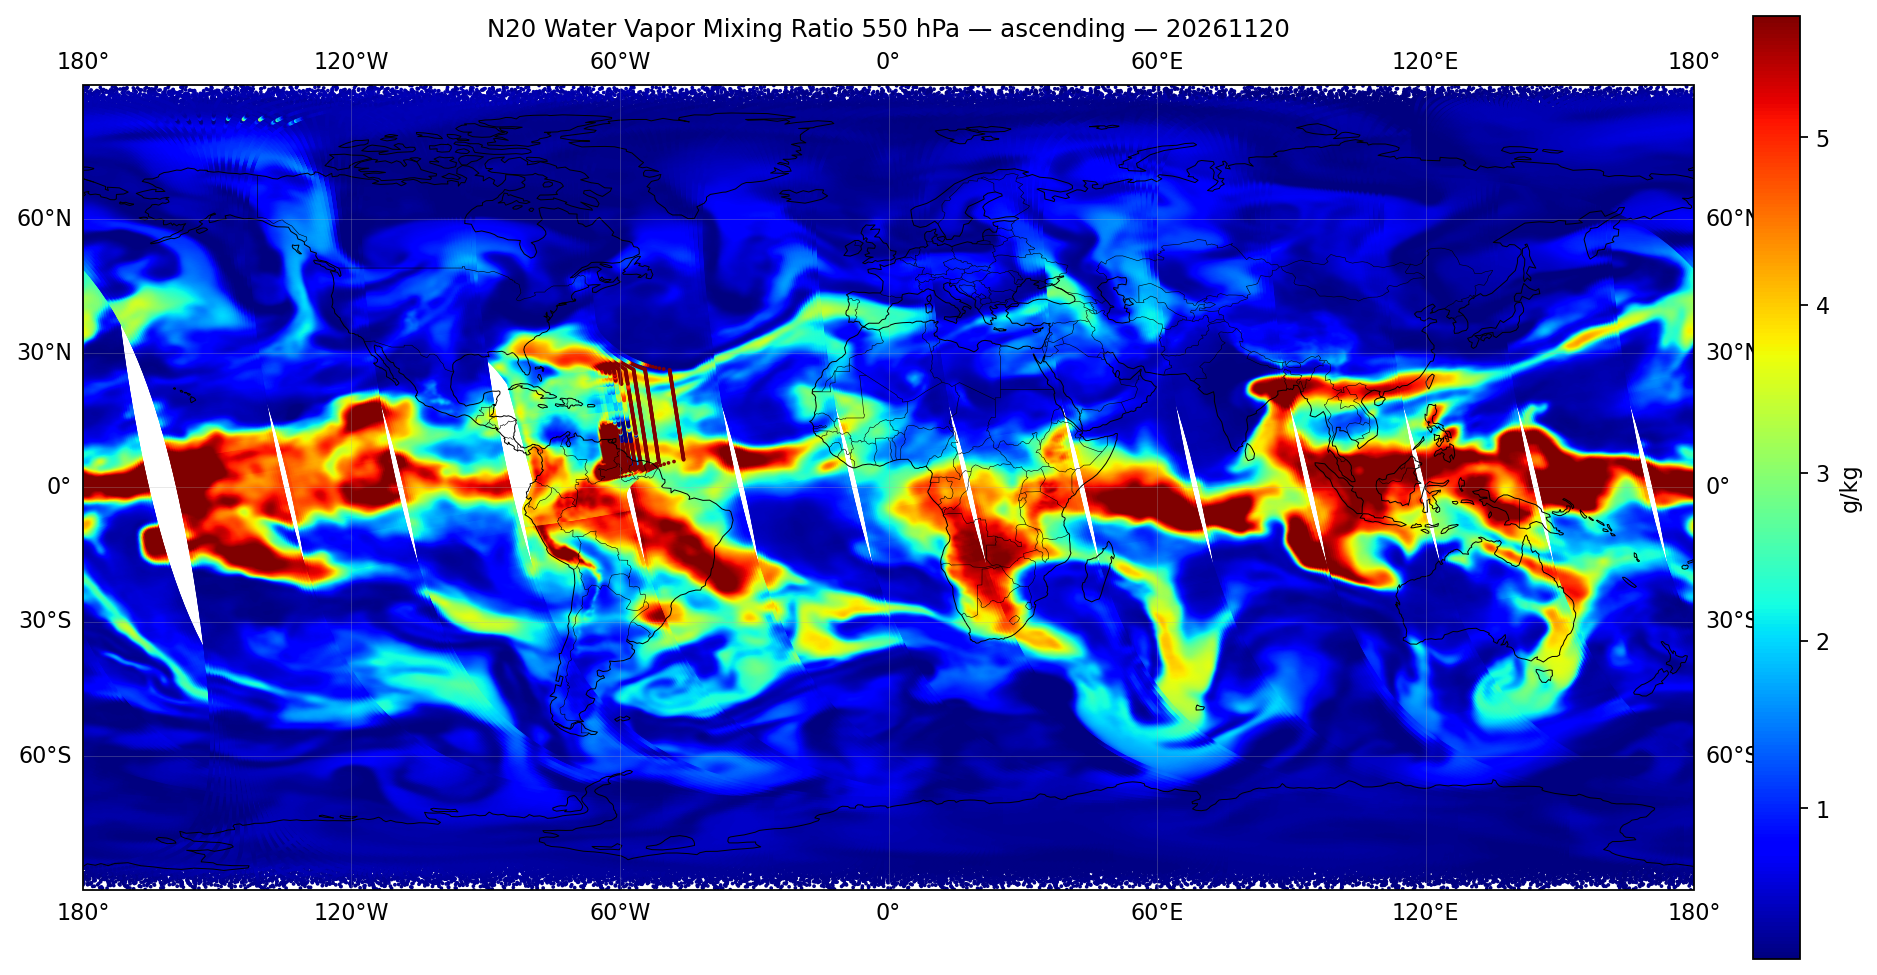 N20 Water Vapor Mixing Ratio 550 hPa — ascending — 20261120
180° 120°W 60°W 0° 60°E 120°E 180°
60°N 60°N
30°N 30°N
0° 0°
30°S 30°S
60°S 60°S
180° 120°W 60°W 0° 60°E 120°E 180°
5
4
3
2
1
g/kg